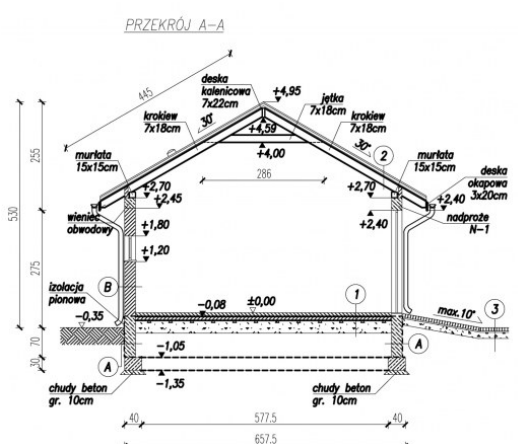 PRZEKRÓJ A-A
445
deska
kalenicowa
7x22cm
+4,95
jętka
7x18cm
krokiew
7x18cm
30°
+4,59
krokiew
7x18cm
30°
+4,00
2
murłata
15x15cm
286
murłata
15x15cm
deska
okapowa
3x20cm
+2,70
+2,45
+2,70
+2,40
wieniec
obwodowy
+1,80
+2,40
nadproże
N-1
+1,20
255
530
275
izolacja
pionowa
B
-0,35
-0,08
±0,00
1
max.10°
3
70
30
A
-1,05
-1,35
A
chudy beton
gr. 10cm
chudy beton
gr. 10cm
40
577.5
40
657.5